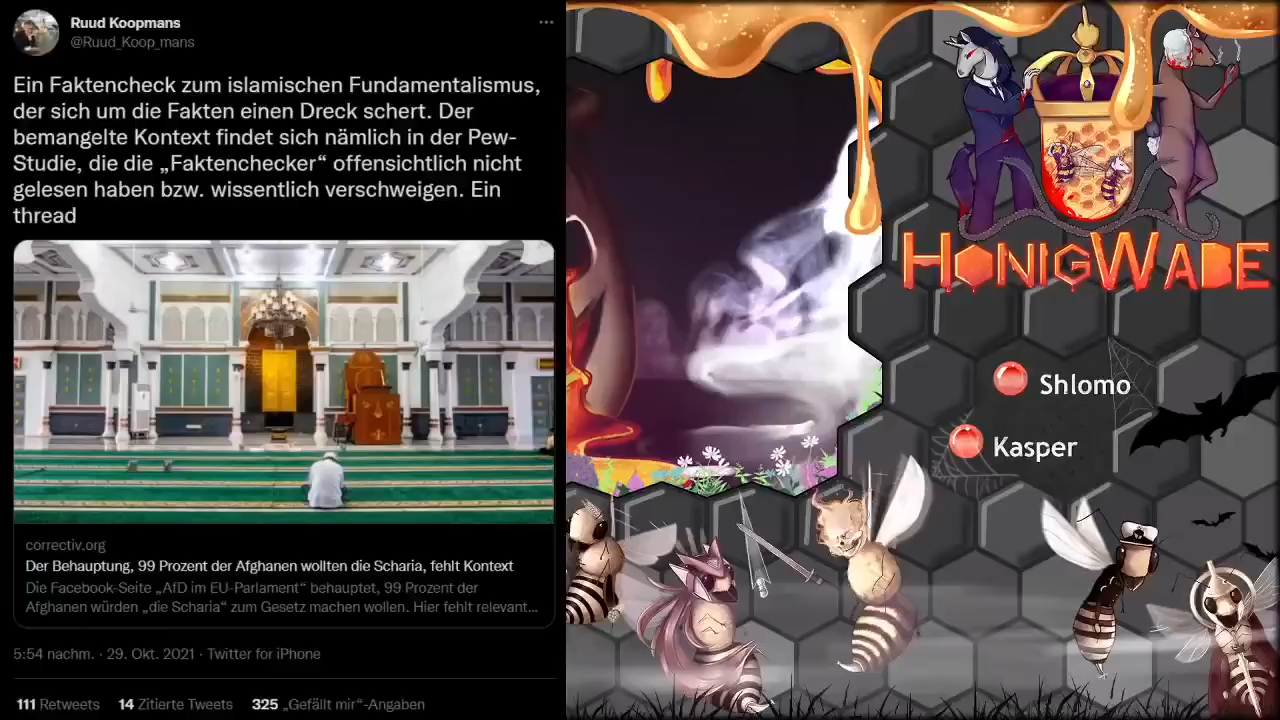 Ruud Koopmans
@Ruud_Koop_mans
Ein Faktencheck zum islamischen Fundamentalismus,
der sich um die Fakten einen Dreck schert. Der
bemangelte Kontext findet sich nämlich in der Pew-
Studie, die die „Faktenchecker“ offensichtlich nicht
gelesen haben bzw. wissentlich verschweigen. Ein
thread
correctiv.org
Der Behauptung, 99 Prozent der Afghanen wollten die Scharia, fehlt Kontext
Die Facebook-Seite „AfD im EU-Parlament“ behauptet, 99 Prozent der
Afghanen würden „die Scharia“ zum Gesetz machen wollen. Hier fehlt relevant...
5:54 nachm. · 29. Okt. 2021 · Twitter for iPhone
111 Retweets 14 Zitierte Tweets 325 „Gefällt mir“-Angaben
HONIGWABE
Shlomo
Kasper